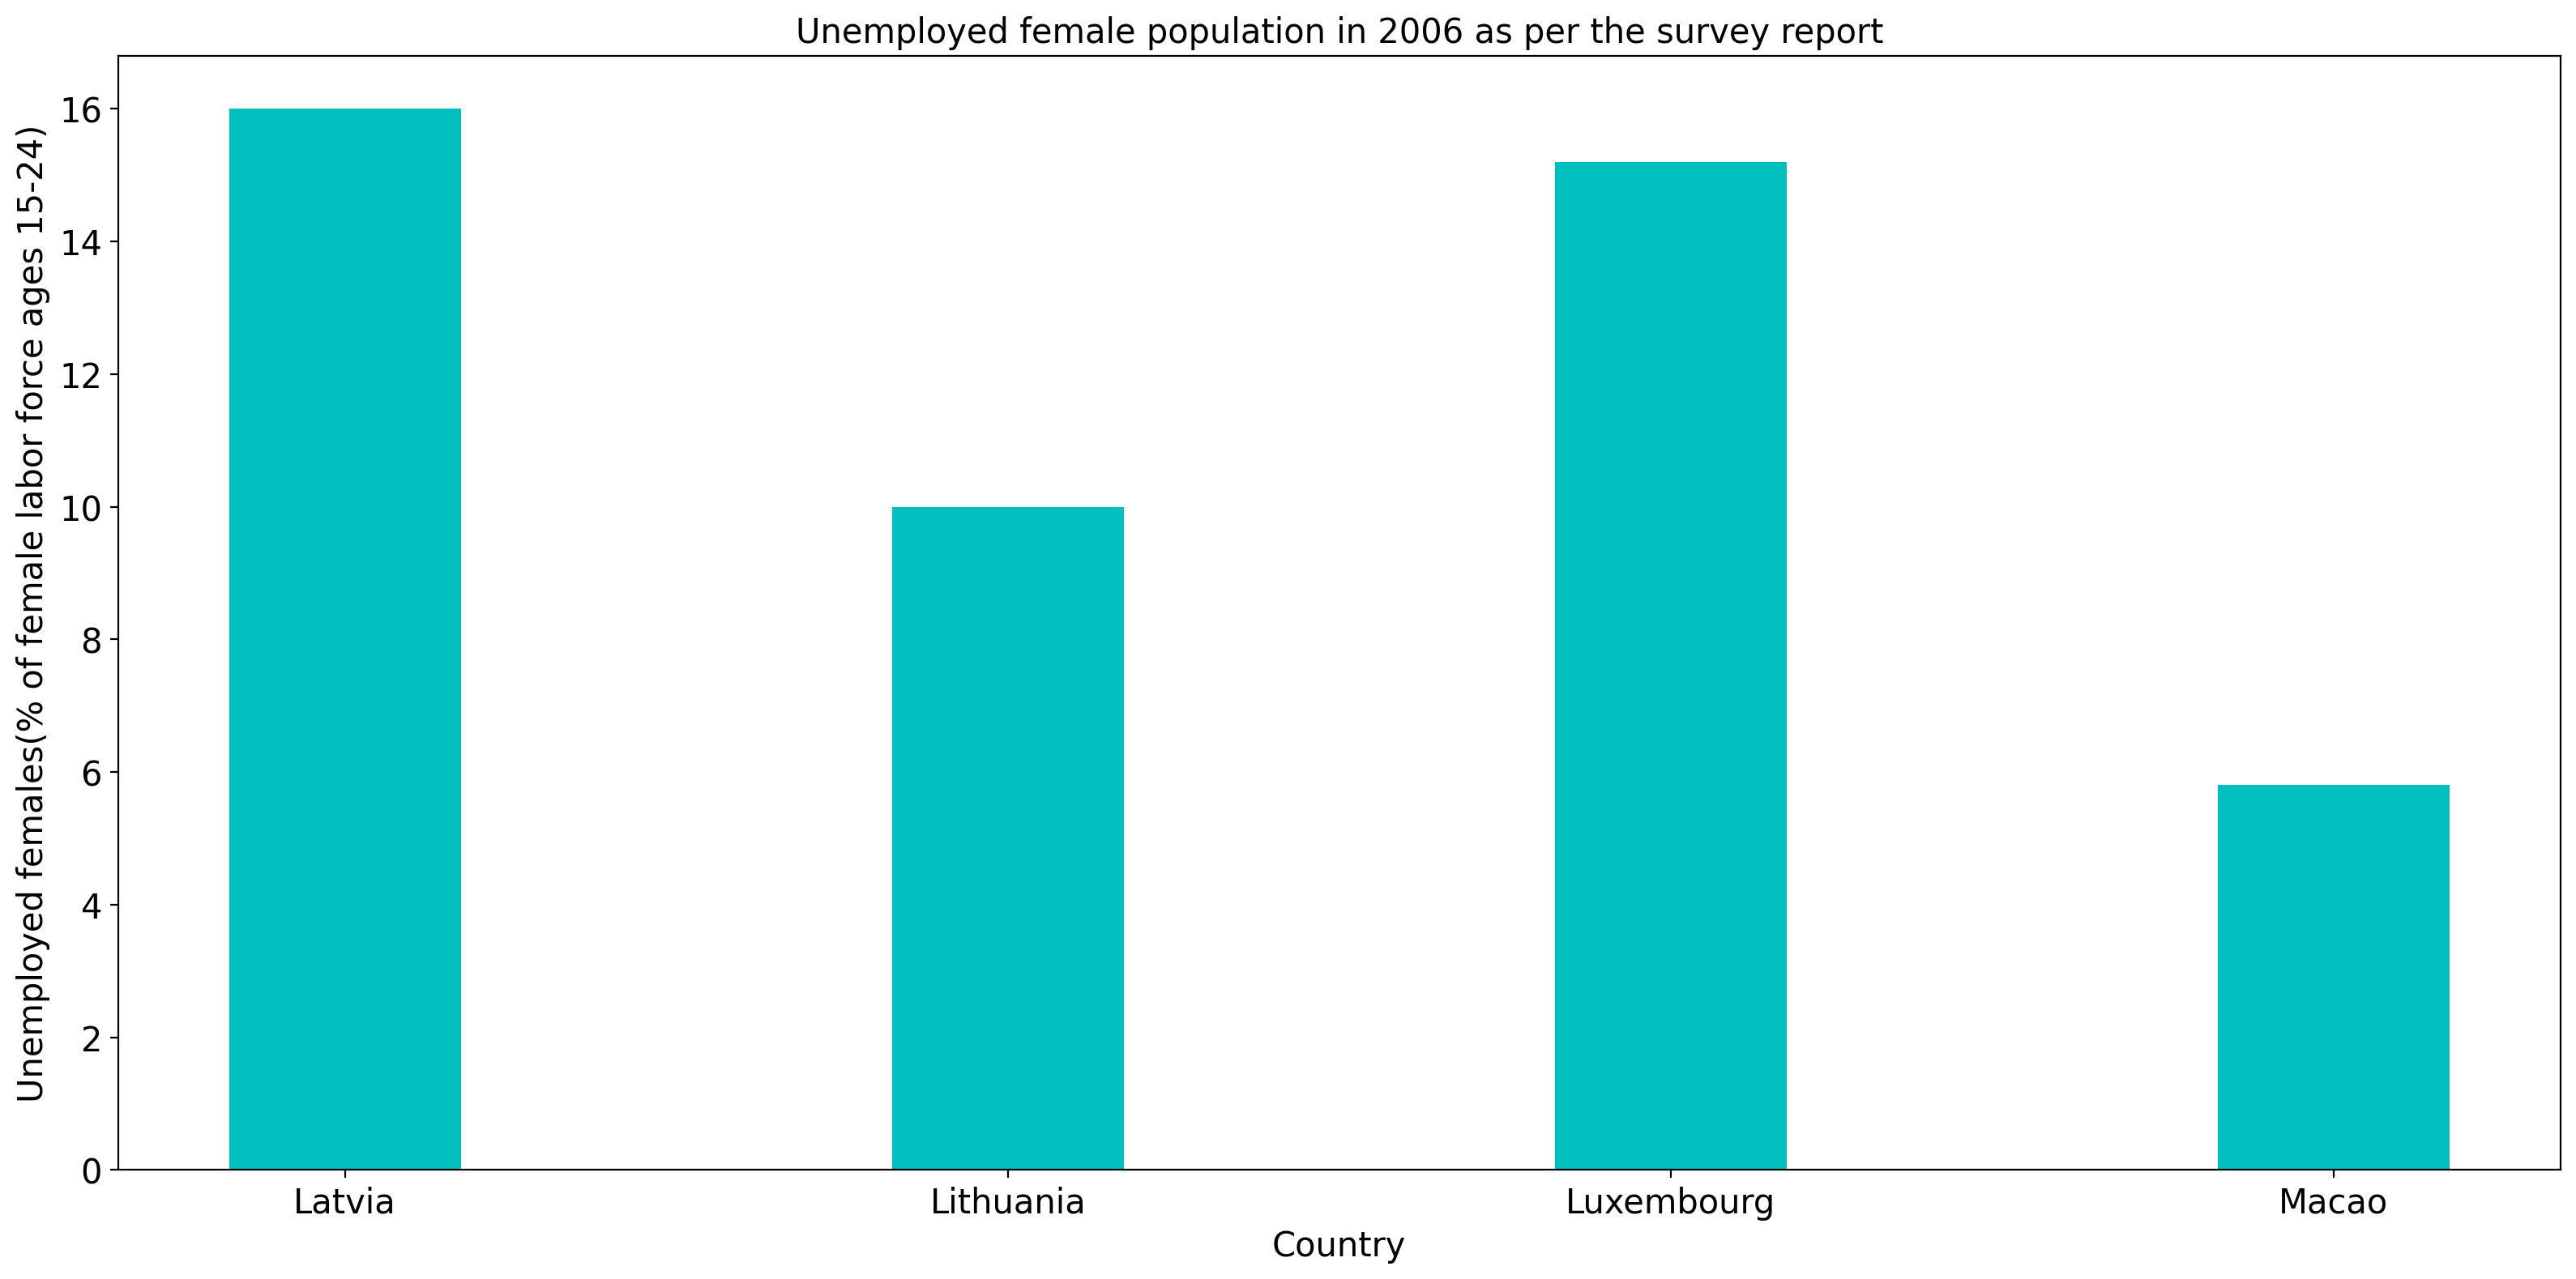 Unemployed female population in 2006 as per the survey report
Unemployed females(% of female labor force ages 15-24)
16
14
12
10
8
6
4
2
0
Latvia Lithuania Luxembourg Macao
Country